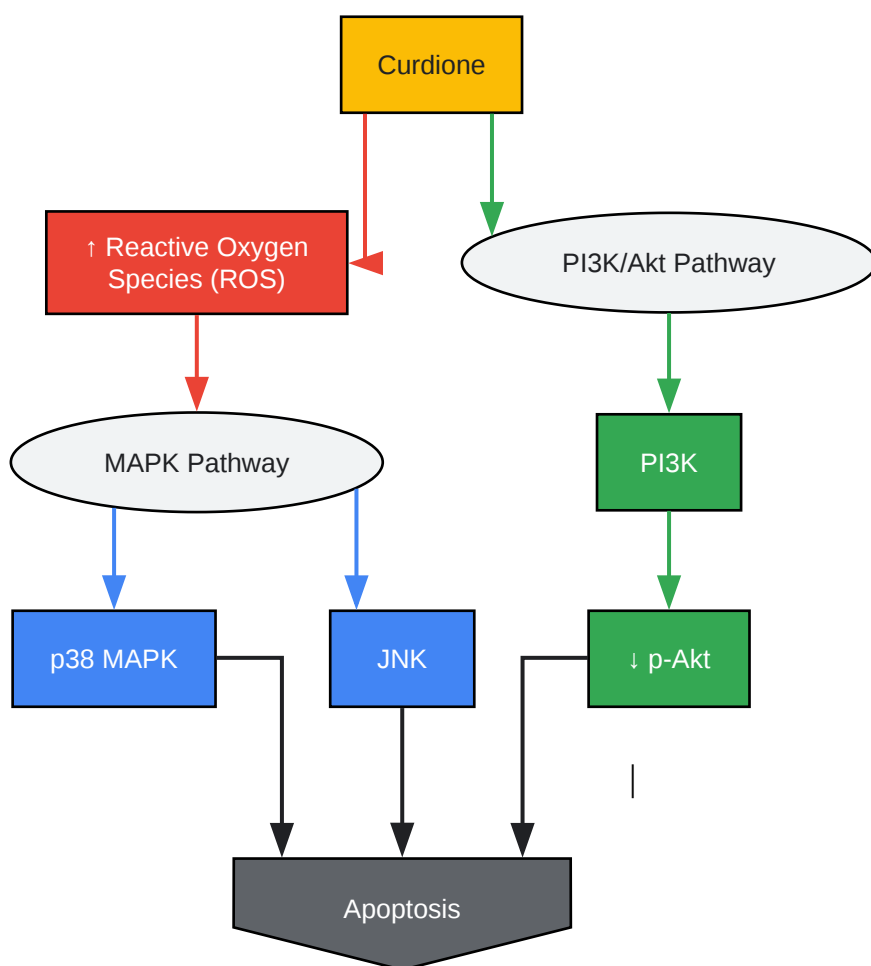 Curdione
↑ Reactive Oxygen
Species (ROS)
PI3K/Akt Pathway
MAPK Pathway
PI3K
p38 MAPK
JNK
↓ p-Akt
|
Apoptosis